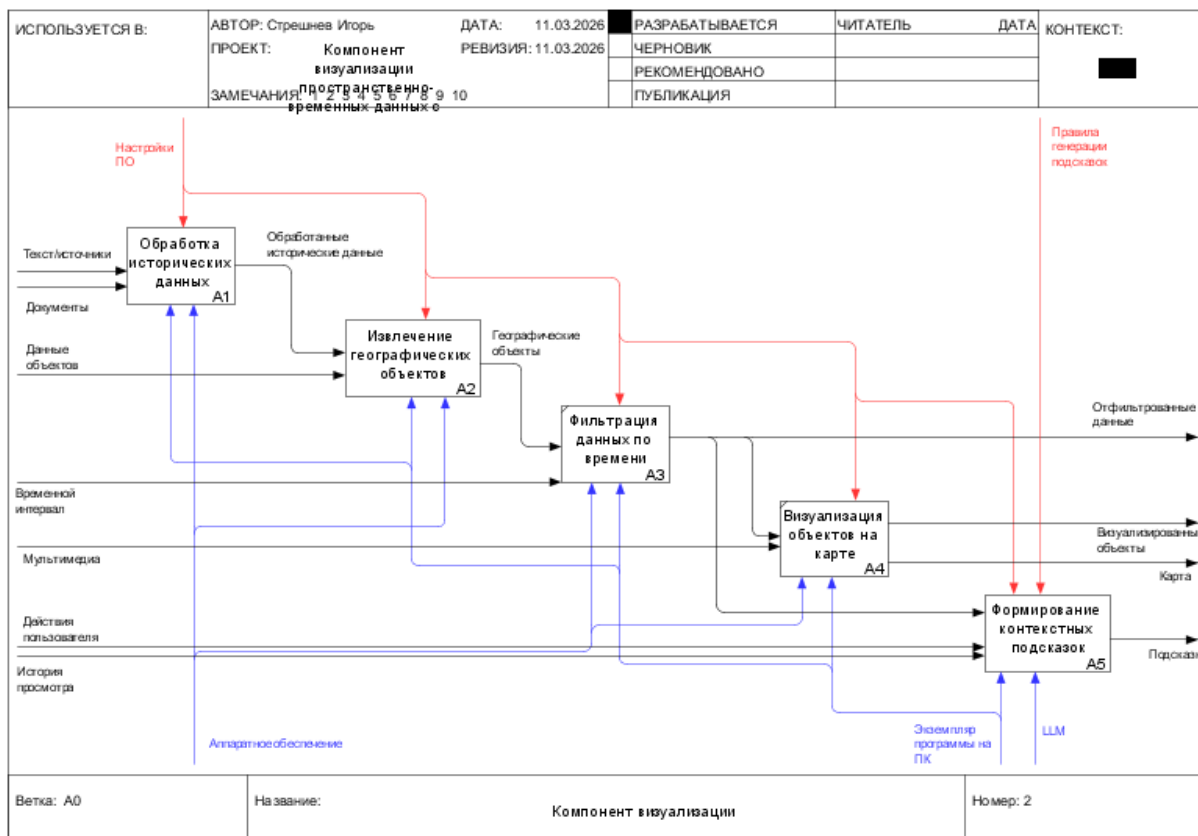 ИСПОЛЬЗУЕТСЯ В:
АВТОР: Стрешнев Игорь
ДАТА: 11.03.2026
РАЗРАБАТЫВАЕТСЯ
ЧИТАТЕЛЬ
ДАТА
КОНТЕКСТ:
ПРОЕКТ:
Компонент
визуализации
пространственно-
временных данных о
РЕВИЗИЯ: 11.03.2026
ЧЕРНОВИК
РЕКОМЕНДОВАНО
ЗАМЕЧАНИЯ: 1 2 3 4 5 6 7 8 9 10
ПУБЛИКАЦИЯ
Настройки
ПО
Правила
генерации
подсказок
Текст/источники
Обработка
исторических
данных
A1
Обработанные
исторические данные
Документы
Данные
объектов
Извлечение
географических
объектов
A2
Географические
объекты
Фильтрация
данных по
времени
A3
Отфильтрованные
данные
Временной
интервал
Визуализация
объектов на
карте
A4
Визуализированны
объекты
Мультимедиа
Карта
Действия
пользователя
Формирование
контекстных
подсказок
A5
Подсказк
История
просмотра
Аппаратное обеспечение
Экземпляр
программы на
ПК
LLM
Ветка: A0
Название:
Компонент визуализации
Номер: 2